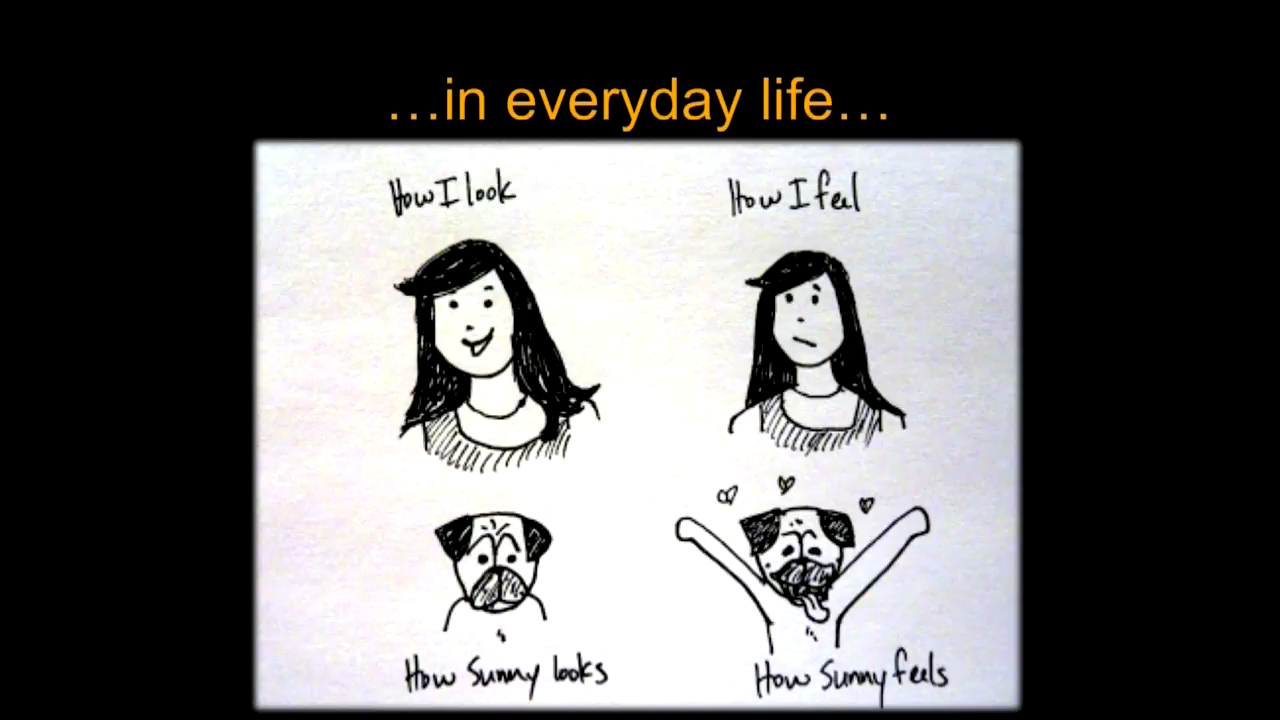 …in everyday life…
How I look
How I feel
How Sunny looks
How Sunny feels